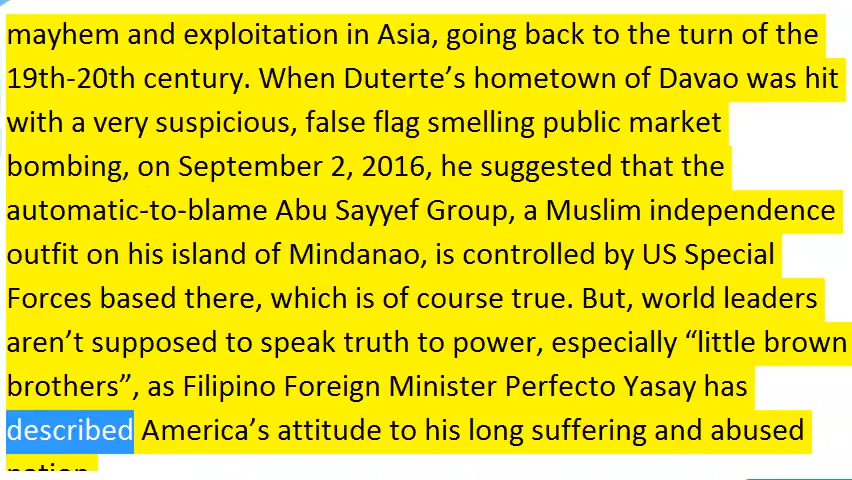 mayhem and exploitation in Asia, going back to the turn of the
19th-20th century. When Duterte’s hometown of Davao was hit
with a very suspicious, false flag smelling public market
bombing, on September 2, 2016, he suggested that the
automatic-to-blame Abu Sayyef Group, a Muslim independence
outfit on his island of Mindanao, is controlled by US Special
Forces based there, which is of course true. But, world leaders
aren’t supposed to speak truth to power, especially “little brown
brothers”, as Filipino Foreign Minister Perfecto Yasay has
described America’s attitude to his long suffering and abused
nation.